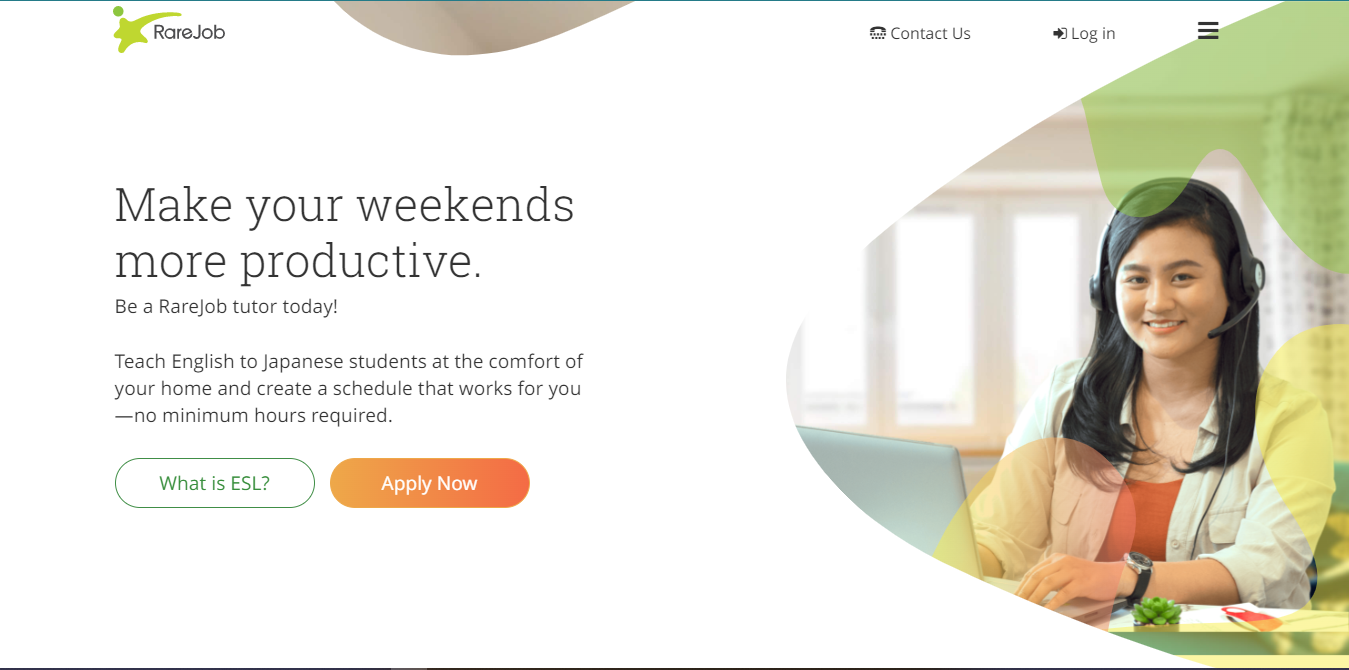 RareJob
Contact Us
Log in
Make your weekends
more productive.
Be a RareJob tutor today!
Teach English to Japanese students at the comfort of
your home and create a schedule that works for you
—no minimum hours required.
What is ESL?
Apply Now